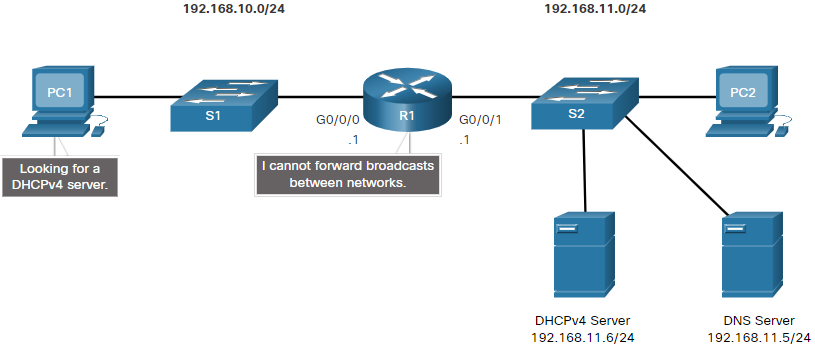 192.168.10.0/24
192.168.11.0/24
PC1
S1
G0/0/0
.1
R1
G0/0/1
.1
S2
PC2
Looking for a
DHCPv4 server.
I cannot forward broadcasts
between networks.
DHCPv4 Server
192.168.11.6/24
DNS Server
192.168.11.5/24